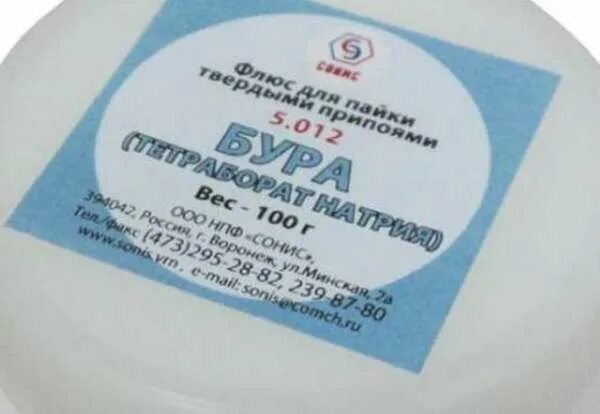 СОНИС
Флюс для пайки
твердыми припоями
5.012
БУРА
(ТЕТРАБОРАТ НАТРИЯ)
Вес - 100 г
ООО НПФ «СОНИС»,
394042, Россия, г. Воронеж, ул.Минская, 2а
Тел./факс (473)295-28-82, 239-87-80
www.sonis.vrn, e-mail: sonis@comch.ru